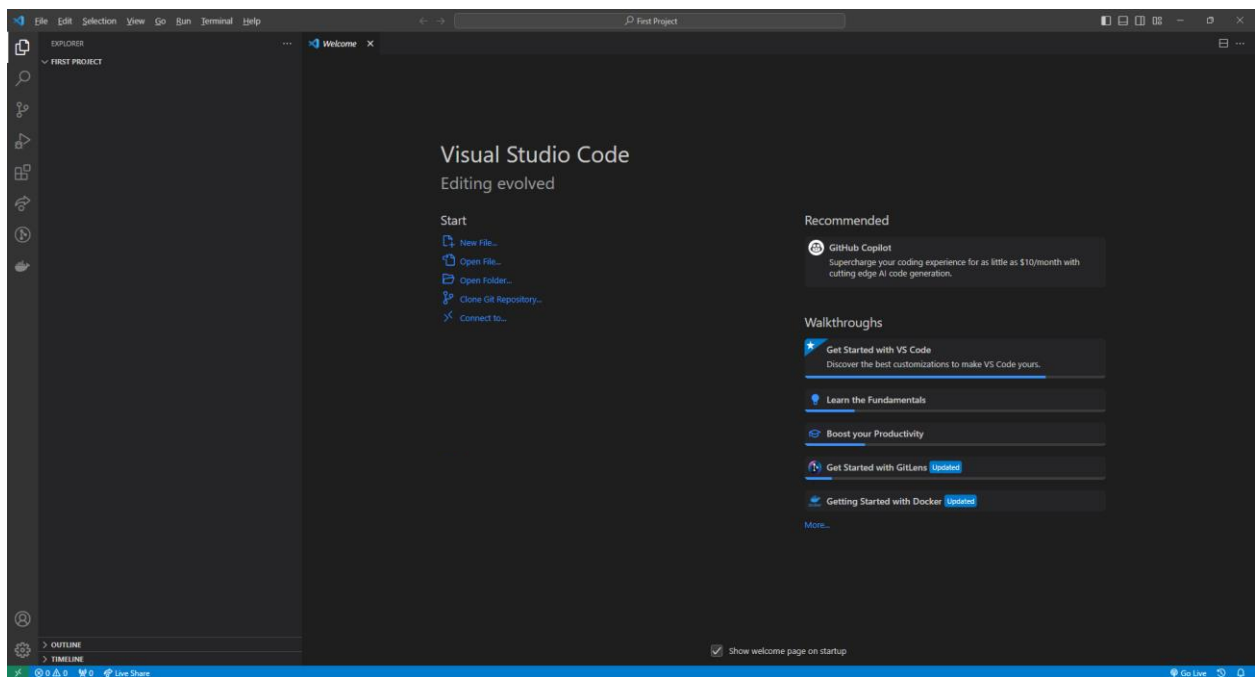 File Edit Selection View Go Run Terminal Help
First Project
EXPLORER
Welcome
FIRST PROJECT
Visual Studio Code
Editing evolved
Start
New File...
Open File...
Open Folder...
Clone Git Repository...
Connect to...
Recommended
GitHub Copilot
Supercharge your coding experience for as little as $10/month with
cutting edge AI code generation.
Walkthroughs
Get Started with VS Code
Discover the best customizations to make VS Code yours.
Learn the Fundamentals
Boost your Productivity
Get Started with GitLens Updated
Getting Started with Docker Updated
More...
OUTLINE
TIMELINE
Show welcome page on startup
0 0 0 Live Share
Go Live